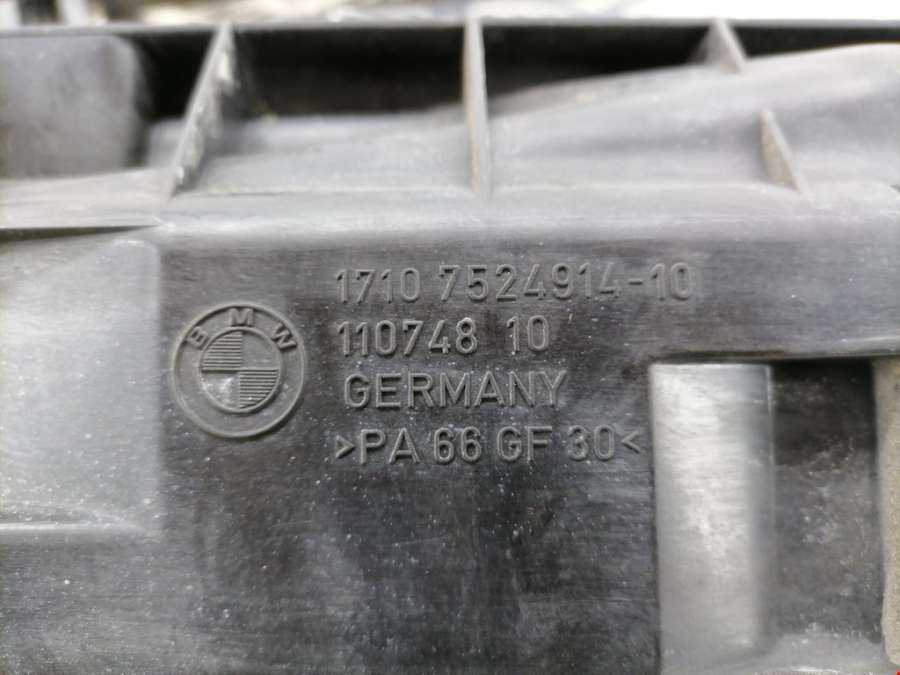 BMW
1710 7524914-10
110748 10
GERMANY
>PA 66 GF 30<